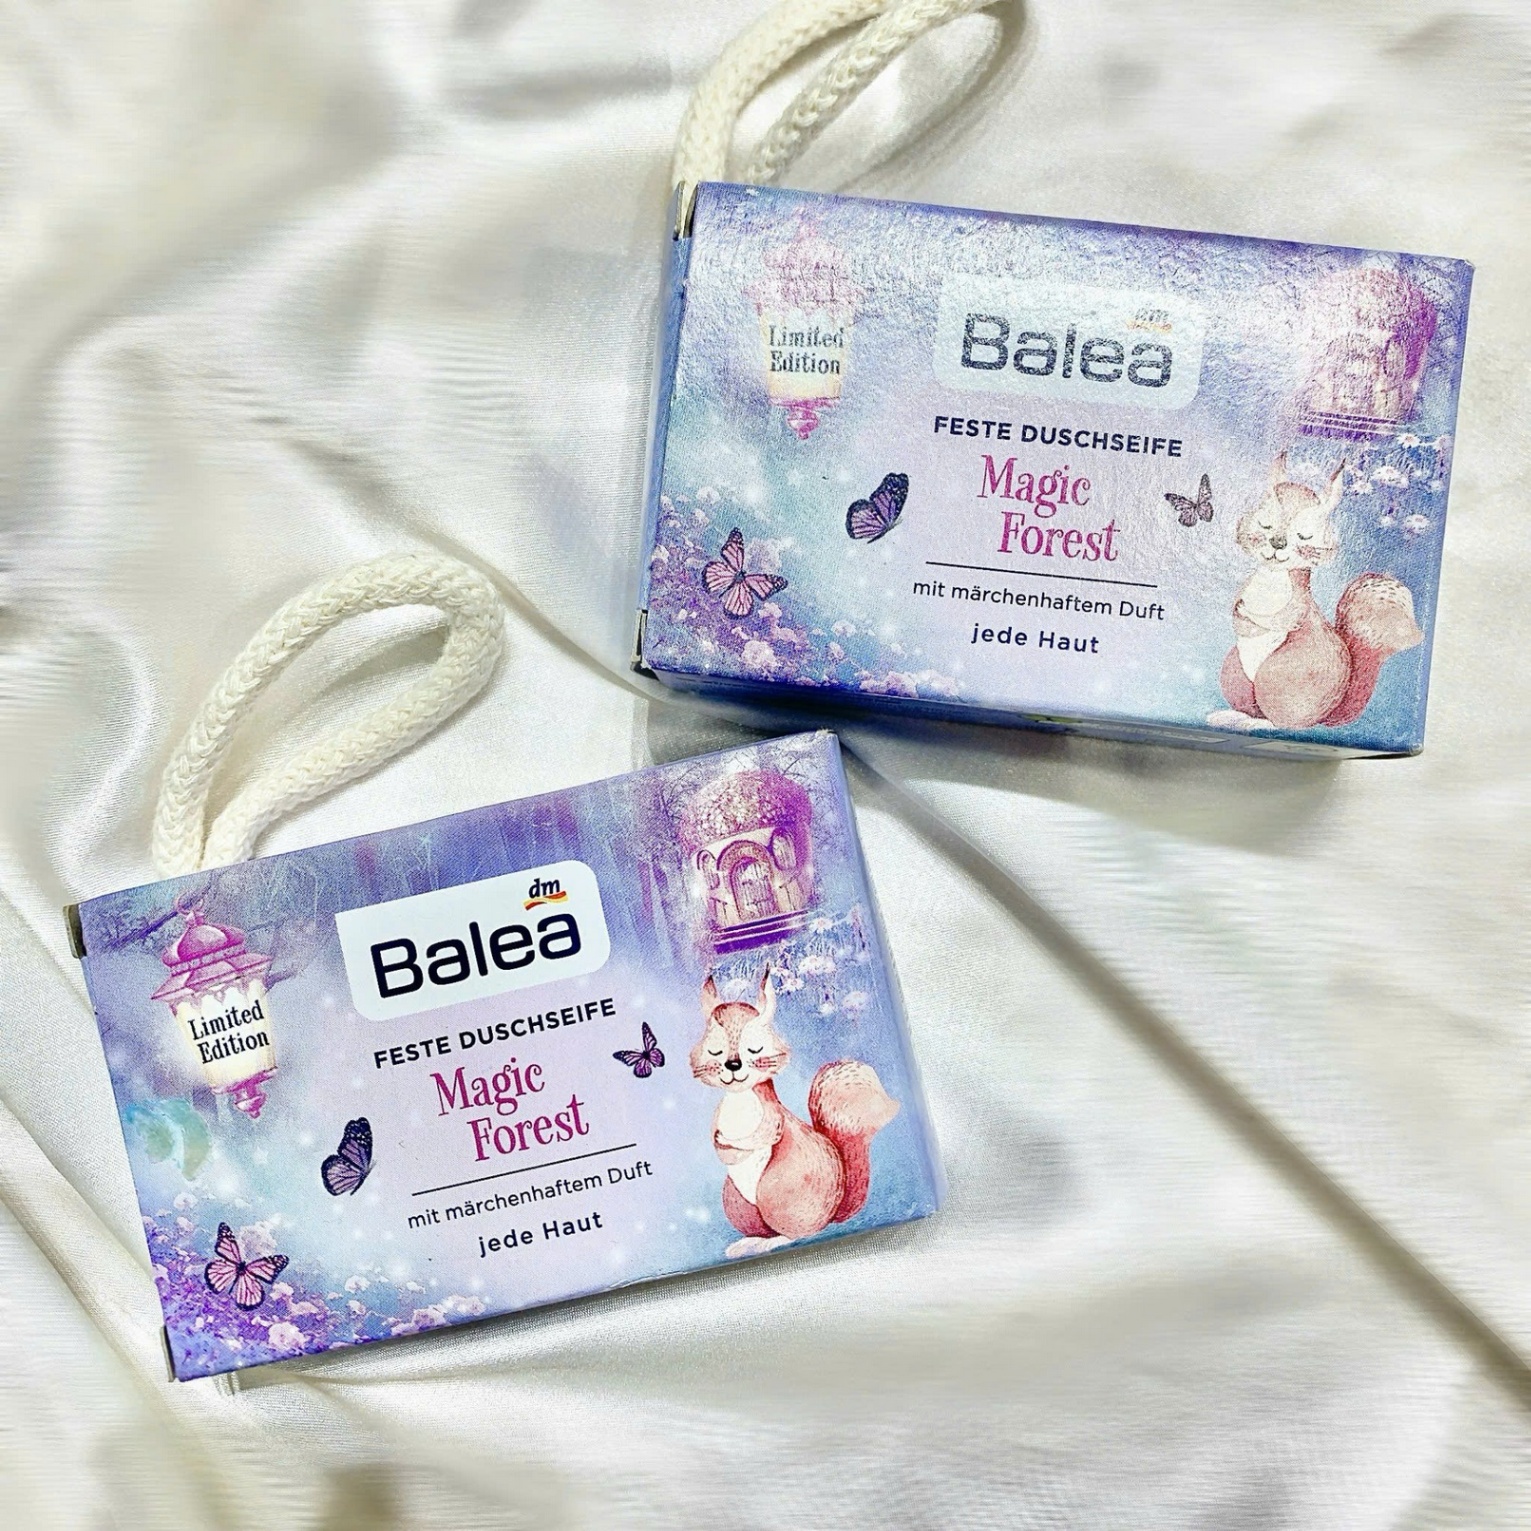 Limited
Edition
dm
Balea
FESTE DUSCHSEIFE
Magic
Forest
mit märchenhaftem Duft
jede Haut
dm
Balea
Limited
Edition
FESTE DUSCHSEIFE
Magic
Forest
mit märchenhaftem Duft
jede Haut